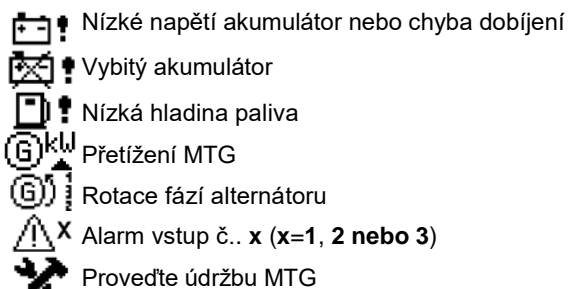 Nízké napětí akumulátor nebo chyba dobíjení
Vybitý akumulátor
Nízká hladina paliva
G kW Přetížení MTG
G Rotace fází alternátoru
x Alarm vstup č.. x (x=1, 2 nebo 3)
Proveďte údržbu MTG